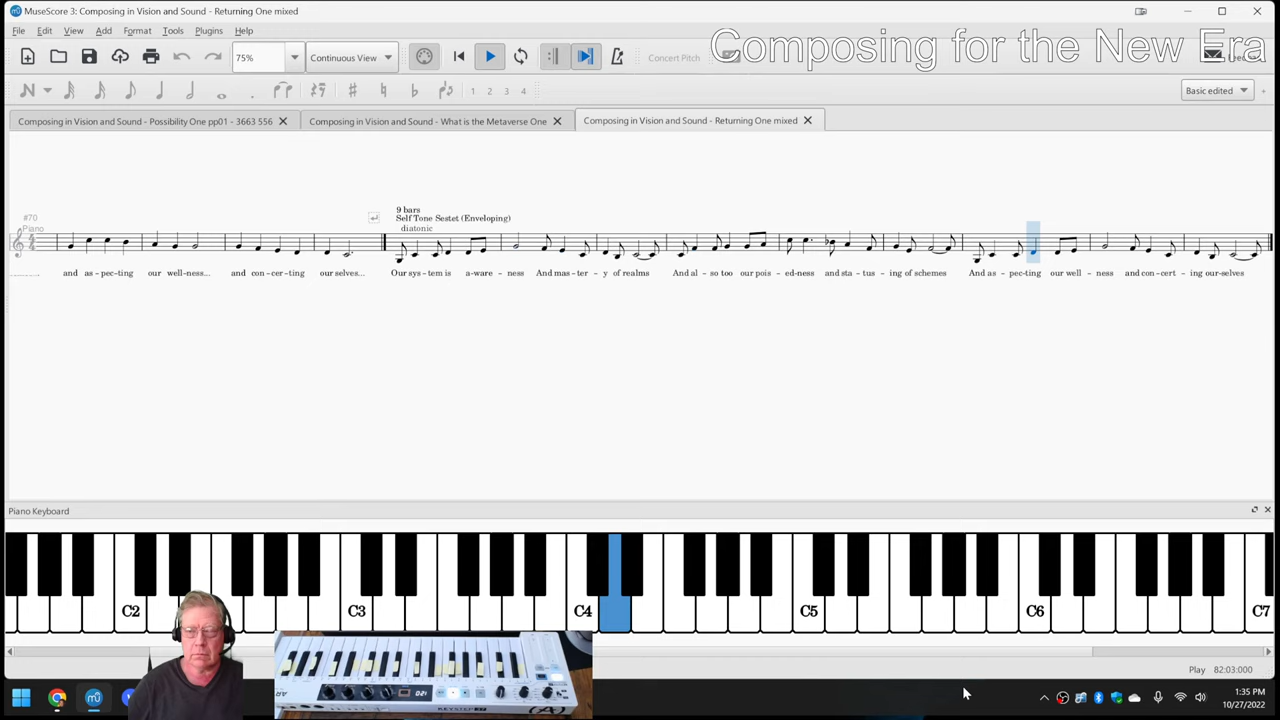 MuseScore 3: Composing in Vision and Sound - Returning One mixed
File Edit View Add Format Tools Plugins Help
Composing for the New Era
75% Continuous View Concert Pitch
1 2 3 4 Basic edited
Composing in Vision and Sound - Possibility One pp01 - 3663 556 Composing in Vision and Sound - What is the Metaverse One Composing in Vision and Sound - Returning One mixed
9 bars
#70 Self Tone Sestet (Enveloping)
Piano diatonic
and as-pec-ting our well-ness... and con-cer-ting our selves... Our sys-tem is a-ware-ness And mas-ter-y of realms And al-so too our pois-ed-ness and sta-tus-ing of schemes And as-pec-ting our well-ness and con-cert-ing our-selves
Piano Keyboard
C2 C3 C4 C5 C6 C7
Play 82:03:000
1:35 PM
10/27/2022